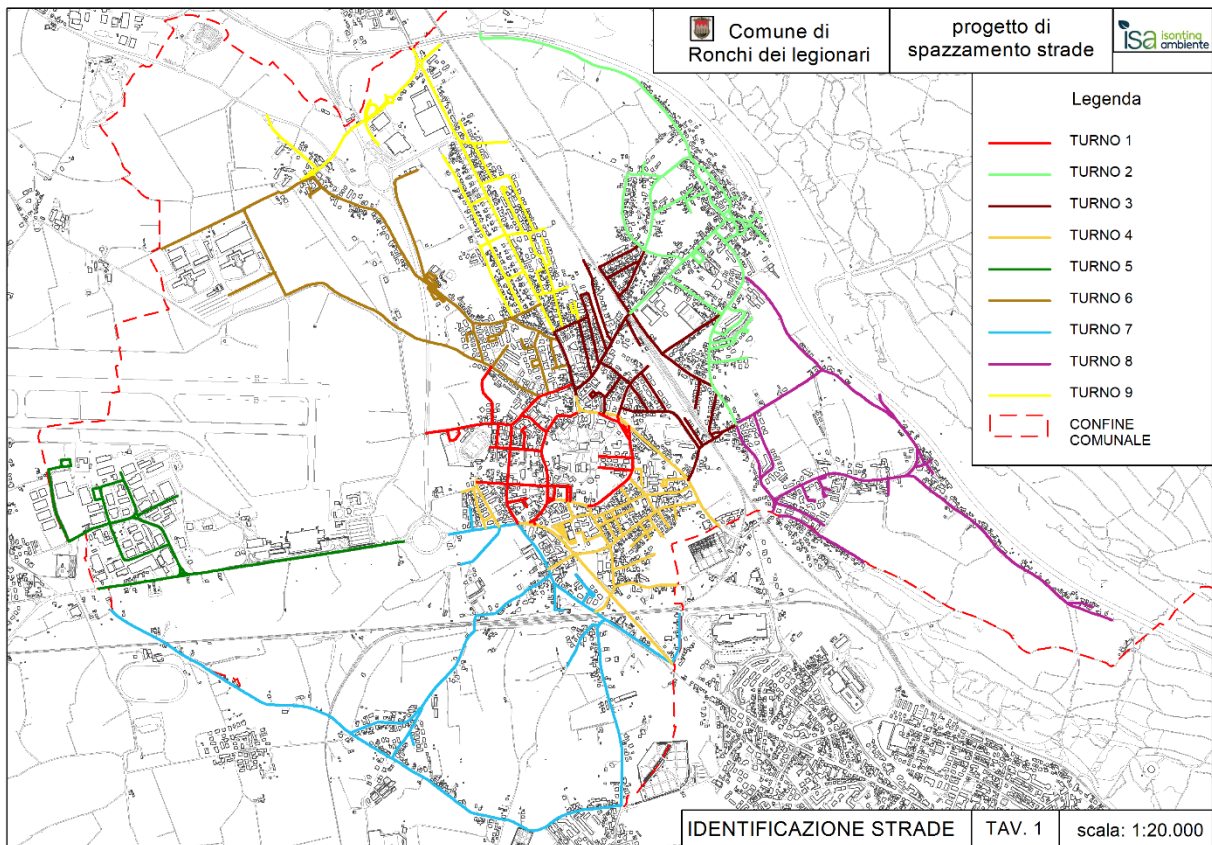 Comune di
Ronchi dei legionari
progetto di
spazzamento strade
isa isontina
ambiente
Legenda
TURNO 1
TURNO 2
TURNO 3
TURNO 4
TURNO 5
TURNO 6
TURNO 7
TURNO 8
TURNO 9
CONFINE
COMUNALE
IDENTIFICAZIONE STRADE
TAV. 1
scala: 1:20.000